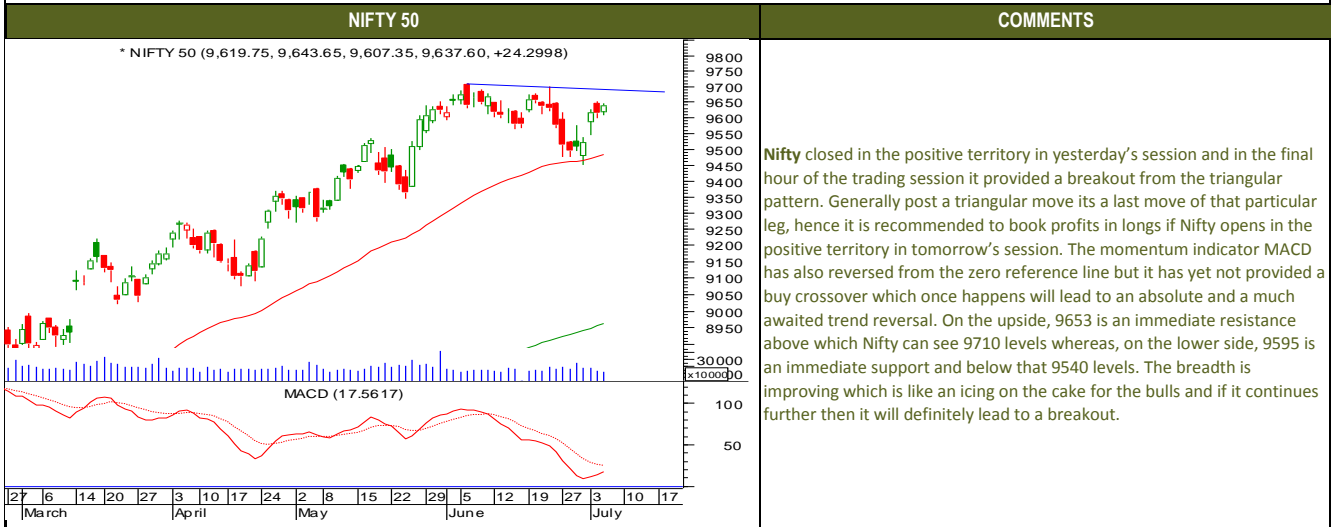 NIFTY 50
COMMENTS
* NIFTY 50 (9,619.75, 9,643.65, 9,607.35, 9,637.60, +24.2998)
9800
9750
9700
9650
9600
9550
9500
9450
9400
9350
9300
9250
9200
9150
9100
9050
9000
8950
30000
x10000
MACD (17.5617)
100
50
27 6 14 20 27 3 10 17 24 2 8 15 22 29 5 12 19 27 3 10 17
March April May June July
Nifty closed in the positive territory in yesterday's session and in the final
hour of the trading session it provided a breakout from the triangular
pattern. Generally post a triangular move its a last move of that particular
leg, hence it is recommended to book profits in longs if Nifty opens in the
positive territory in tomorrow's session. The momentum indicator MACD
has also reversed from the zero reference line but it has yet not provided a
buy crossover which once happens will lead to an absolute and a much
awaited trend reversal. On the upside, 9653 is an immediate resistance
above which Nifty can see 9710 levels whereas, on the lower side, 9595 is
an immediate support and below that 9540 levels. The breadth is
improving which is like an icing on the cake for the bulls and if it continues
further then it will definitely lead to a breakout.